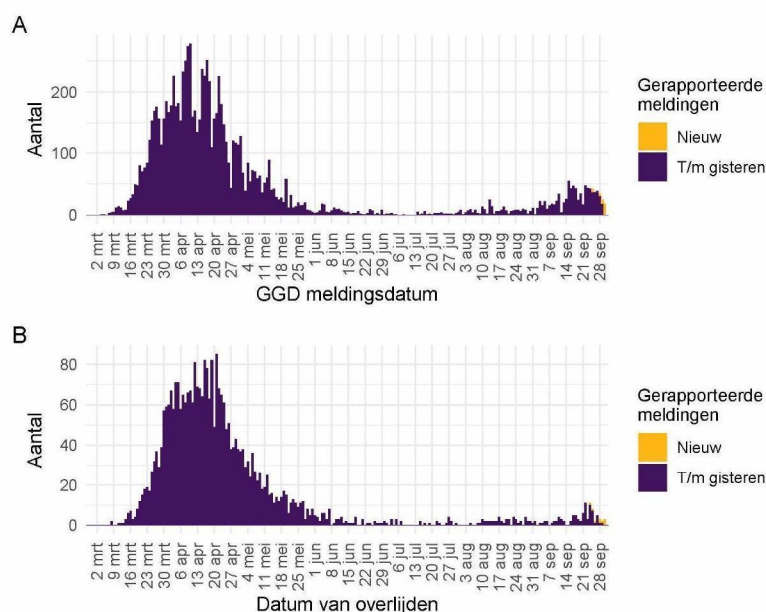 A
Aantal
200
100
0
2 mrt
9 mrt
16 mrt
23 mrt
30 mrt
6 apr
13 apr
20 apr
27 apr
4 mei
11 mei
18 mei
25 mei
1 jun
8 jun
15 jun
22 jun
29 jun
6 jul
13 jul
20 jul
27 jul
3 aug
10 aug
17 aug
24 aug
31 aug
7 sep
14 sep
21 sep
28 sep
GGD meldingsdatum
Gerapporteerde
meldingen
Nieuw
T/m gisteren
B
Aantal
80
60
40
20
0
2 mrt
9 mrt
16 mrt
23 mrt
30 mrt
6 apr
13 apr
20 apr
27 apr
4 mei
11 mei
18 mei
25 mei
1 jun
8 jun
15 jun
22 jun
29 jun
6 jul
13 jul
20 jul
27 jul
3 aug
10 aug
17 aug
24 aug
31 aug
7 sep
14 sep
21 sep
28 sep
Datum van overlijden
Gerapporteerde
meldingen
Nieuw
T/m gisteren